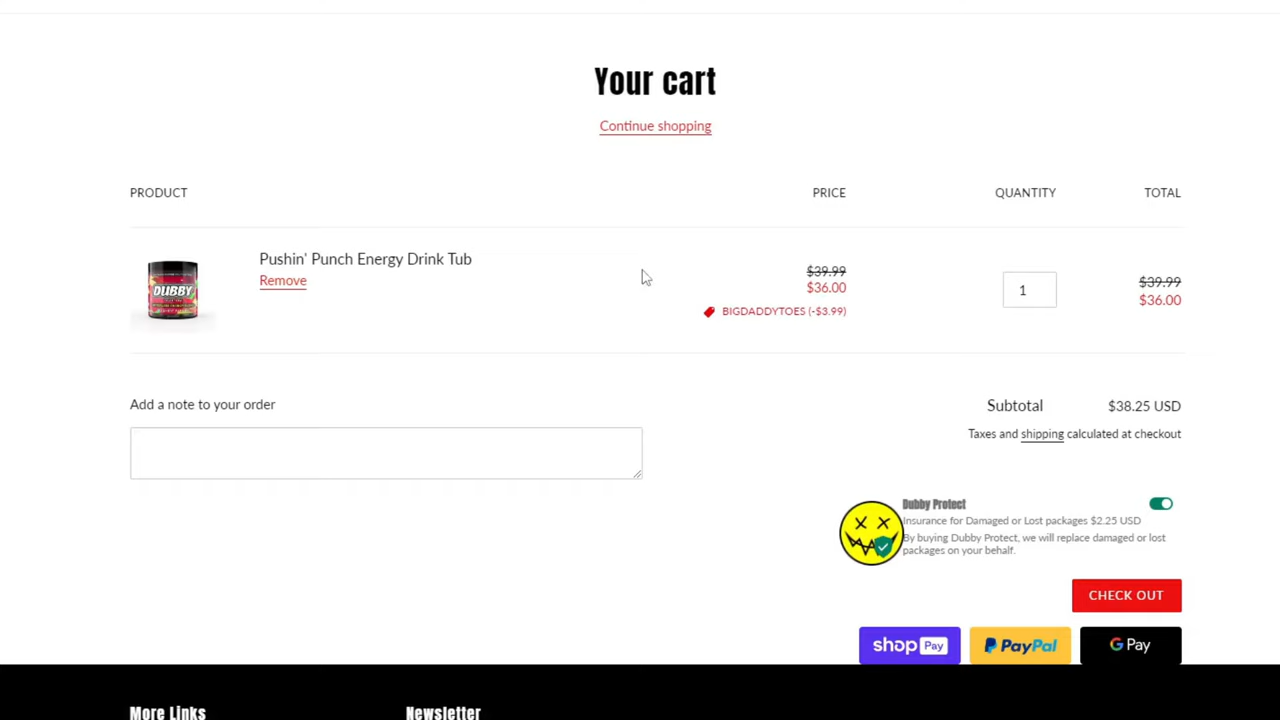 Your cart
Continue shopping
PRODUCT PRICE QUANTITY TOTAL
DUBBY
Pushin' Punch Energy Drink Tub
Remove
$39.99
$36.00
BIGDADDYTOES (-$3.99)
1
$39.99
$36.00
Add a note to your order
Subtotal $38.25 USD
Taxes and shipping calculated at checkout
Dubby Protect
Insurance for Damaged or Lost packages $2.25 USD
By buying Dubby Protect, we will replace damaged or lost
packages on your behalf.
CHECK OUT
shop Pay PayPal G Pay
More Links Newsletter